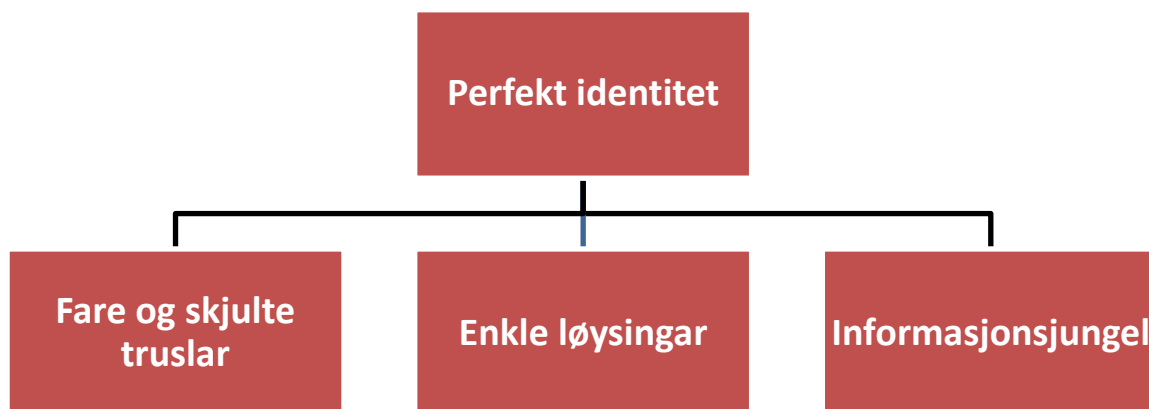 Perfekt identitet
Fare og skjulte
truslar
Enkle løysingar
Informasjonsjungel